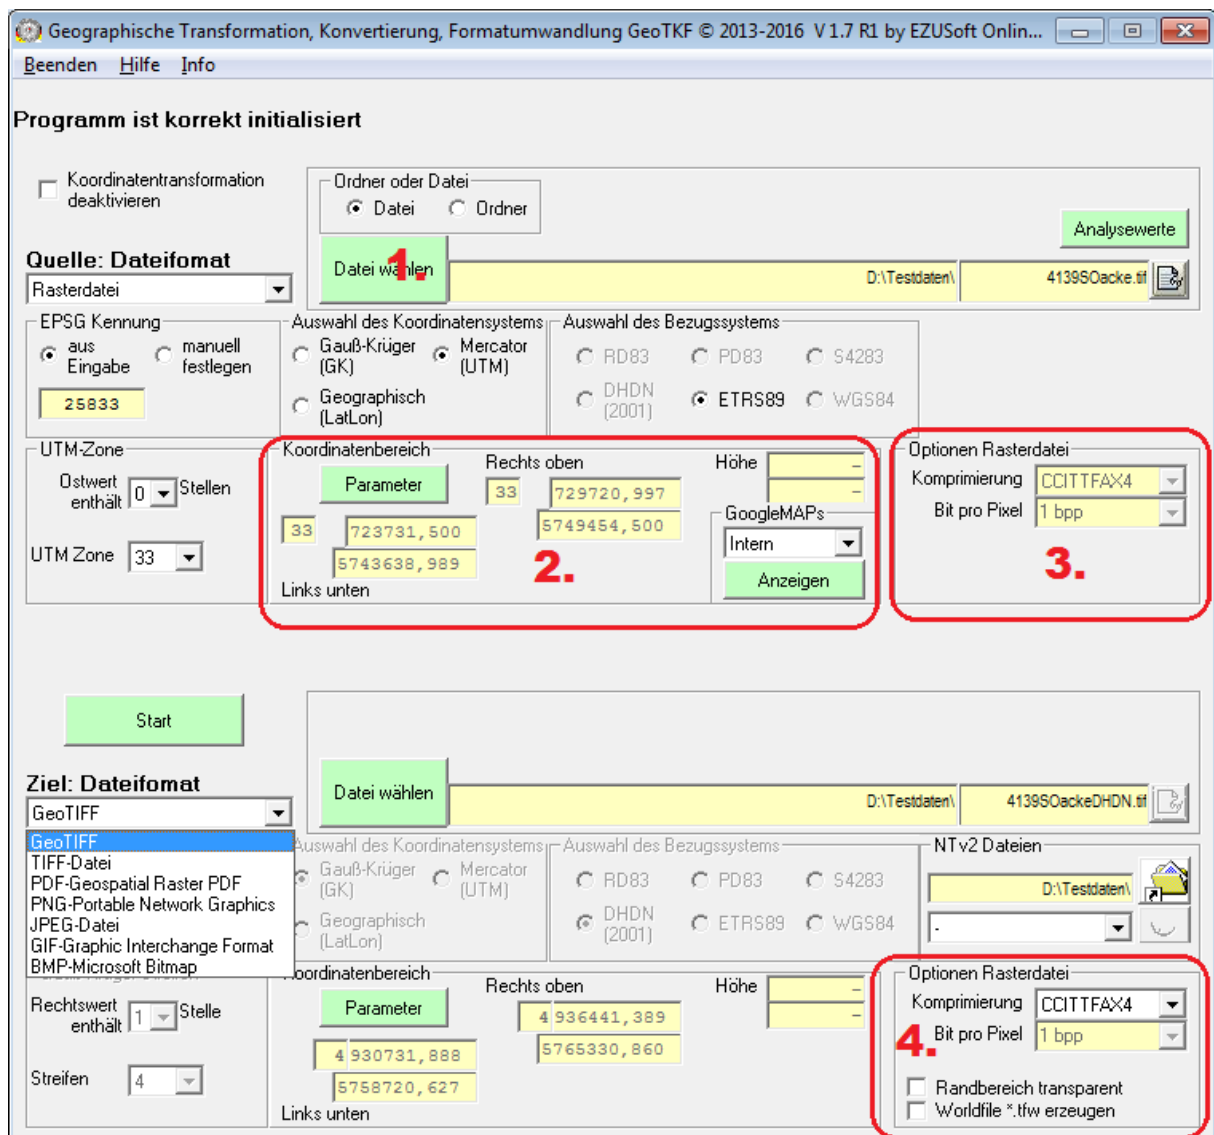 Geographische Transformation, Konvertierung, Formatumwandlung GeoTKF © 2013-2016 V 1.7 R1 by EZUSoft Onlin...
Beenden Hilfe Info
Programm ist korrekt initialisiert
Koordinatentransformation
deaktivieren
Ordner oder Datei
Datei Ordner
Analysewerte
Quelle: Dateifomat
Rasterdatei
Datei wählen
1.
D:\Testdaten\ 4139SOacke.tif
EPSG Kennung
aus
Eingabe
manuell
festlegen
25833
Auswahl des Koordinatensystems
Gauß-Krüger
(GK)
Mercator
(UTM)
Geographisch
(LatLon)
Auswahl des Bezugssystems
RD83 PD83 S4283
DHDN
(2001)
ETRS89 WGS84
UTM-Zone
Ostwert
enthält
0 Stellen
UTM Zone 33
Koordinatenbereich
Parameter
Rechts oben
33 729720,997
5749454,500
33 723731,500
5743638,989
Links unten
2.
Höhe –
–
GoogleMAPs
Intern
Anzeigen
Optionen Rasterdatei
Komprimierung CCITTFAX4
Bit pro Pixel 1 bpp
3.
Start
Ziel: Dateifomat
GeoTIFF
Datei wählen
D:\Testdaten\ 4139SOackeDHDN.tif
GeoTIFF
TIFF-Datei
PDF-Geospatial Raster PDF
PNG-Portable Network Graphics
JPEG-Datei
GIF-Graphic Interchange Format
BMP-Microsoft Bitmap
Auswahl des Koordinatensystems
Gauß-Krüger
(GK)
Mercator
(UTM)
Geographisch
(LatLon)
Auswahl des Bezugssystems
RD83 PD83 S4283
DHDN
(2001)
ETRS89 WGS84
NTv2 Dateien
D:\Testdaten\
-
Rechtswert
enthält
1 Stelle
Streifen 4
Koordinatenbereich
Parameter
Rechts oben
4 936441,389
5765330,860
4 930731,888
5758720,627
Links unten
Höhe –
–
Optionen Rasterdatei
Komprimierung CCITTFAX4
Bit pro Pixel 1 bpp
4.
Randbereich transparent
Worldfile *.tfw erzeugen